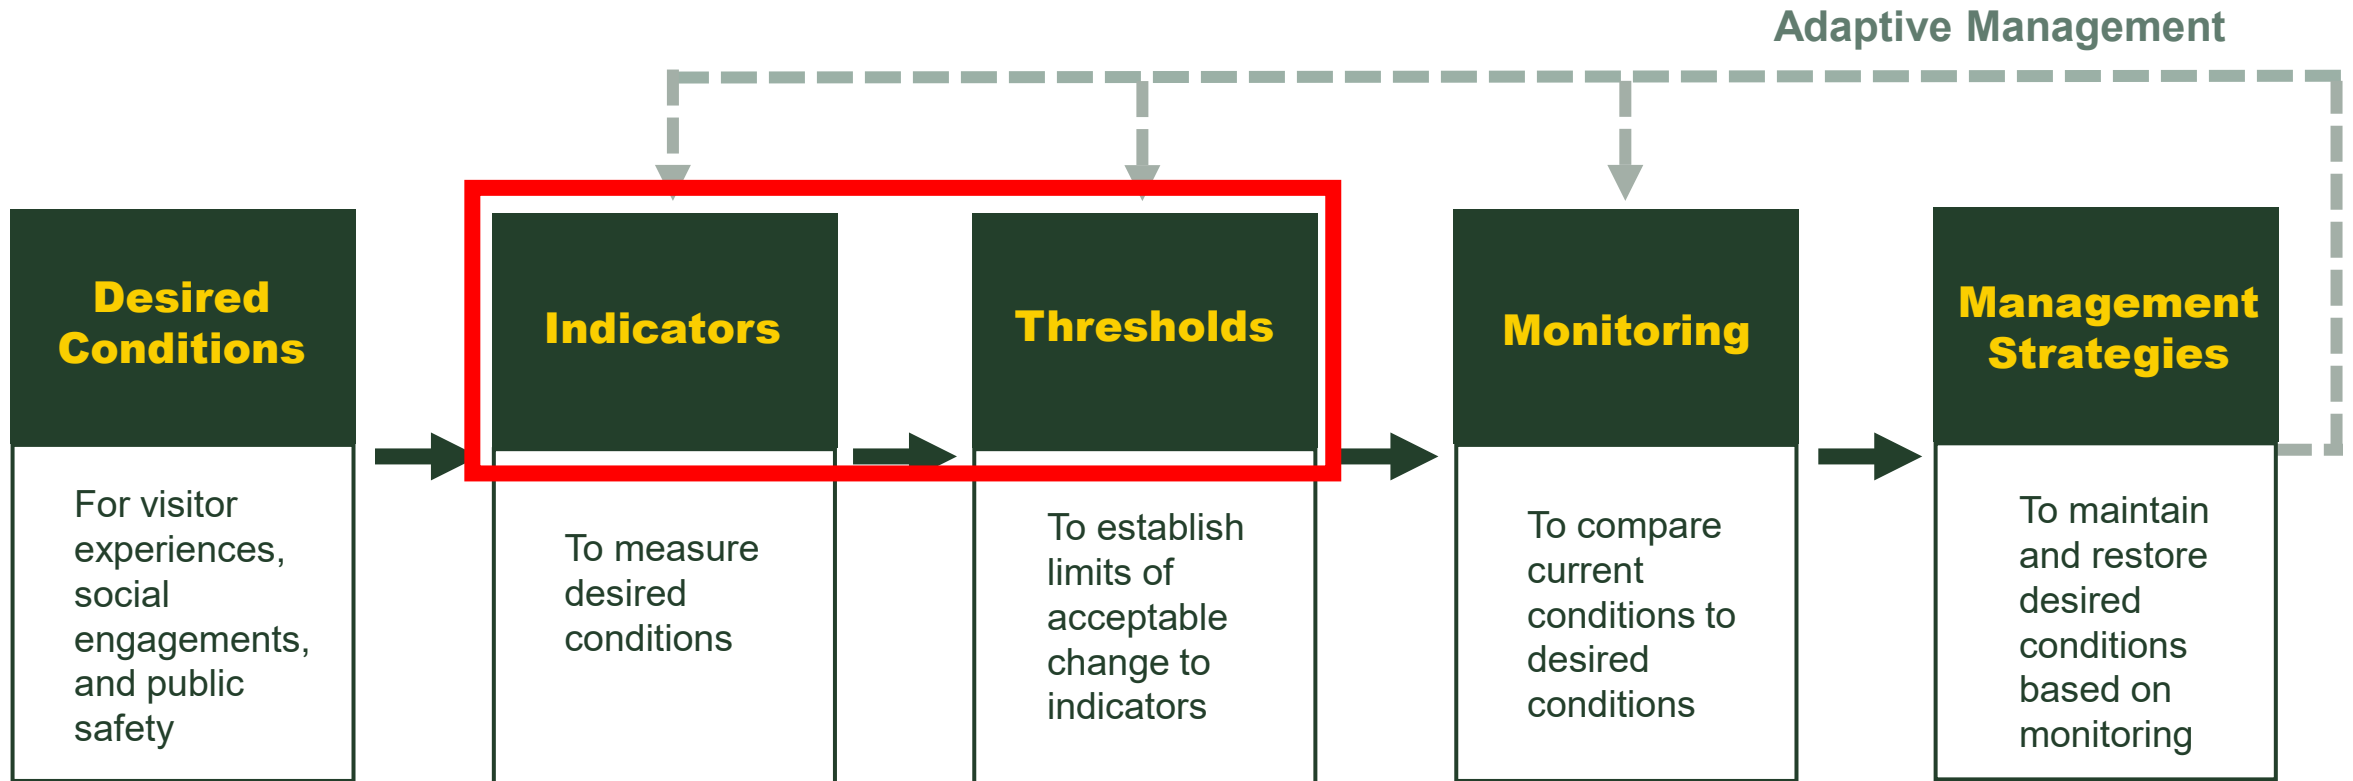 Adaptive Management
Desired
Conditions
For visitor
experiences,
social
engagements,
and public
safety
Indicators
To measure
desired
conditions
Thresholds
To establish
limits of
acceptable
change to
indicators
Monitoring
To compare
current
conditions to
desired
conditions
Management
Strategies
To maintain
and restore
desired
conditions
based on
monitoring